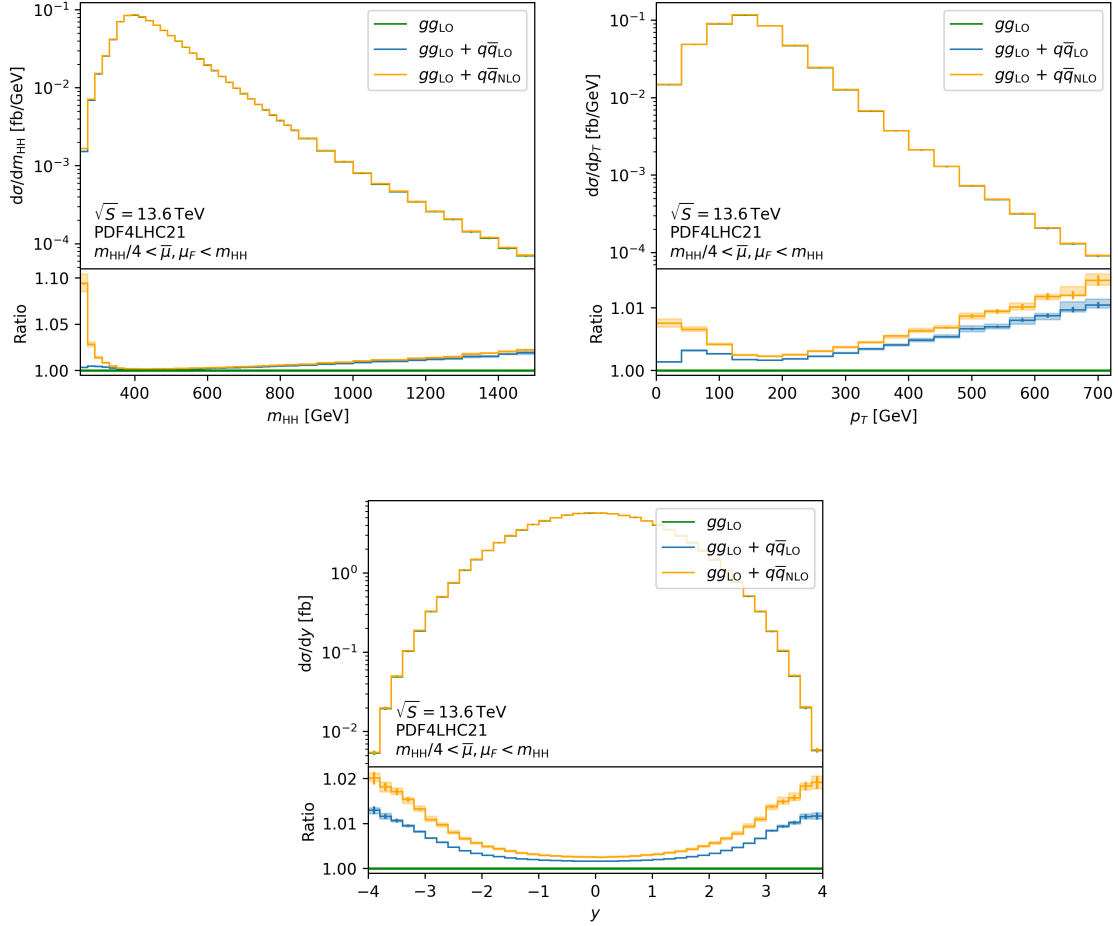 10⁻¹
10⁻²
10⁻³
10⁻⁴
dσ/dm_HH [fb/GeV]
gg_LO
gg_LO + qq̅_LO
gg_LO + qq̅_NLO
√S = 13.6 TeV
PDF4LHC21
m_HH/4 < μ̅, μ_F < m_HH
1.10
1.05
1.00
Ratio
400 600 800 1000 1200 1400
m_HH [GeV]
10⁻¹
10⁻²
10⁻³
10⁻⁴
dσ/dp_T [fb/GeV]
gg_LO
gg_LO + qq̅_LO
gg_LO + qq̅_NLO
√S = 13.6 TeV
PDF4LHC21
m_HH/4 < μ̅, μ_F < m_HH
1.01
1.00
Ratio
0 100 200 300 400 500 600 700
p_T [GeV]
10⁰
10⁻¹
10⁻²
dσ/dy [fb]
gg_LO
gg_LO + qq̅_LO
gg_LO + qq̅_NLO
√S = 13.6 TeV
PDF4LHC21
m_HH/4 < μ̅, μ_F < m_HH
1.02
1.01
1.00
Ratio
−4 −3 −2 −1 0 1 2 3 4
y